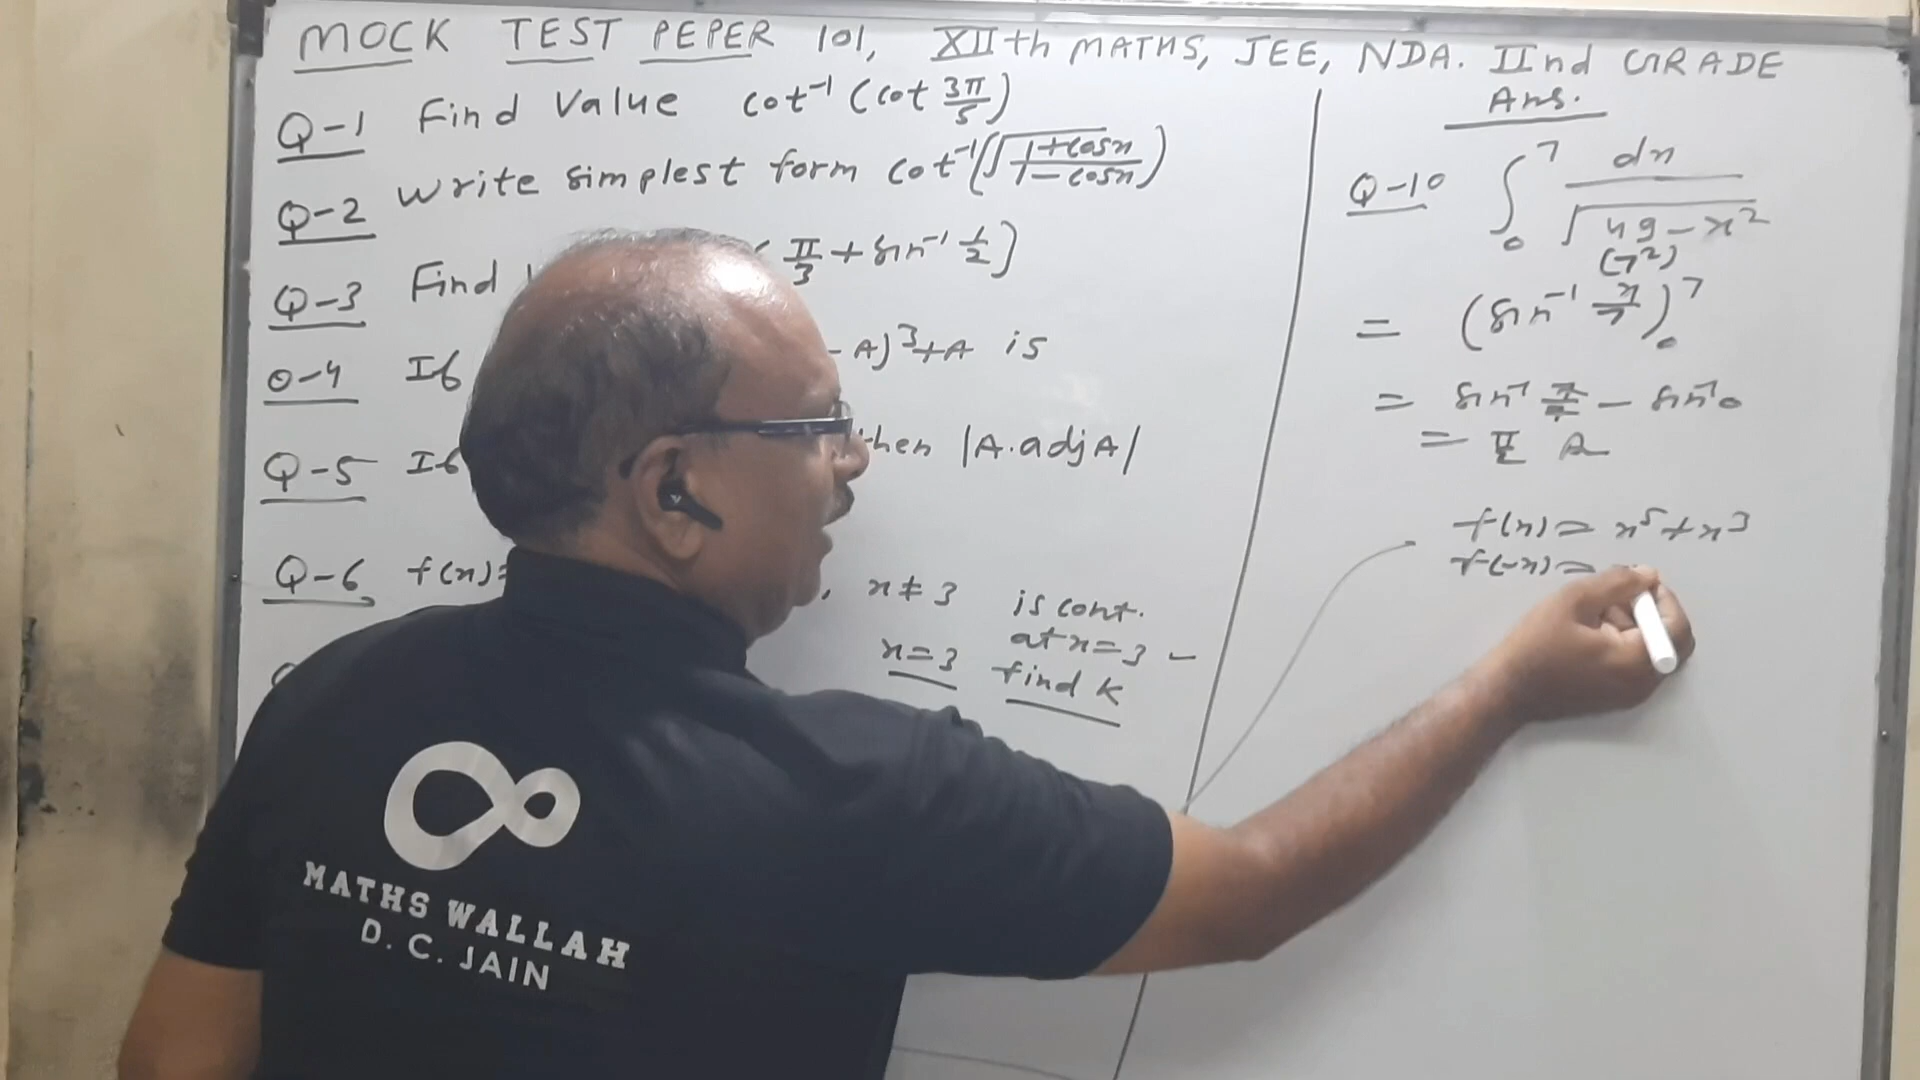 MOCK TEST PEPER 101, XIIth MATHS, JEE, NDA. IInd GRADE
Q-1 Find Value cot⁻¹ (cot 3π/5)
Q-2 Write simplest form cot⁻¹(√(1+cosx/1-cosx))
Q-3 Find π/3 + sin⁻¹ 1/2]
Q-4 If -A)³+A is
Q-5 If then |A.adjA|
Q-6 f(x)= , x≠3 is cont.
x=3 at x=3 -
find k
Ans.
Q-10 ∫₀⁷ dx/√(49-x²)
(7²)
= (sin⁻¹ x/7)₀⁷
= sin⁻¹ 7/7 - sin⁻¹0
= π/2 A
f(x)= x⁵+x³
f(-x)=
MATHS WALLAH
D. C. JAIN